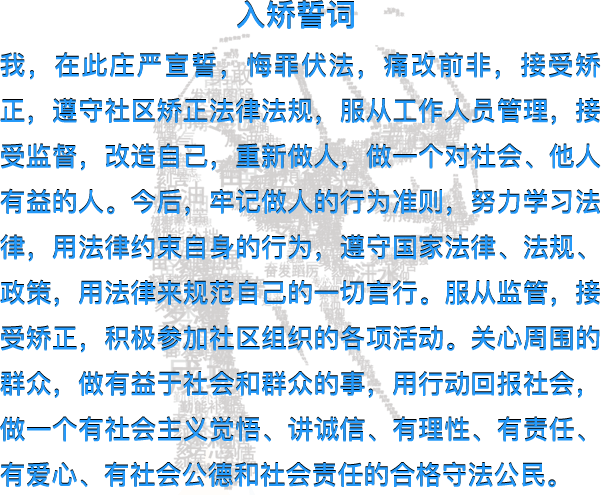 入矫誓词
我，在此庄严宣誓，悔罪伏法，痛改前非，接受矫
正，遵守社区矫正法律法规，服从工作人员管理，接
受监督，改造自己，重新做人，做一个对社会、他人
有益的人。今后，牢记做人的行为准则，努力学习法
律，用法律约束自身的行为，遵守国家法律、法规、
政策，用法律来规范自己的一切言行。服从监管，接
受矫正，积极参加社区组织的各项活动。关心周围的
群众，做有益于社会和群众的事，用行动回报社会，
做一个有社会主义觉悟、讲诚信、有理性、有责任、
有爱心、有社会公德和社会责任的合格守法公民。